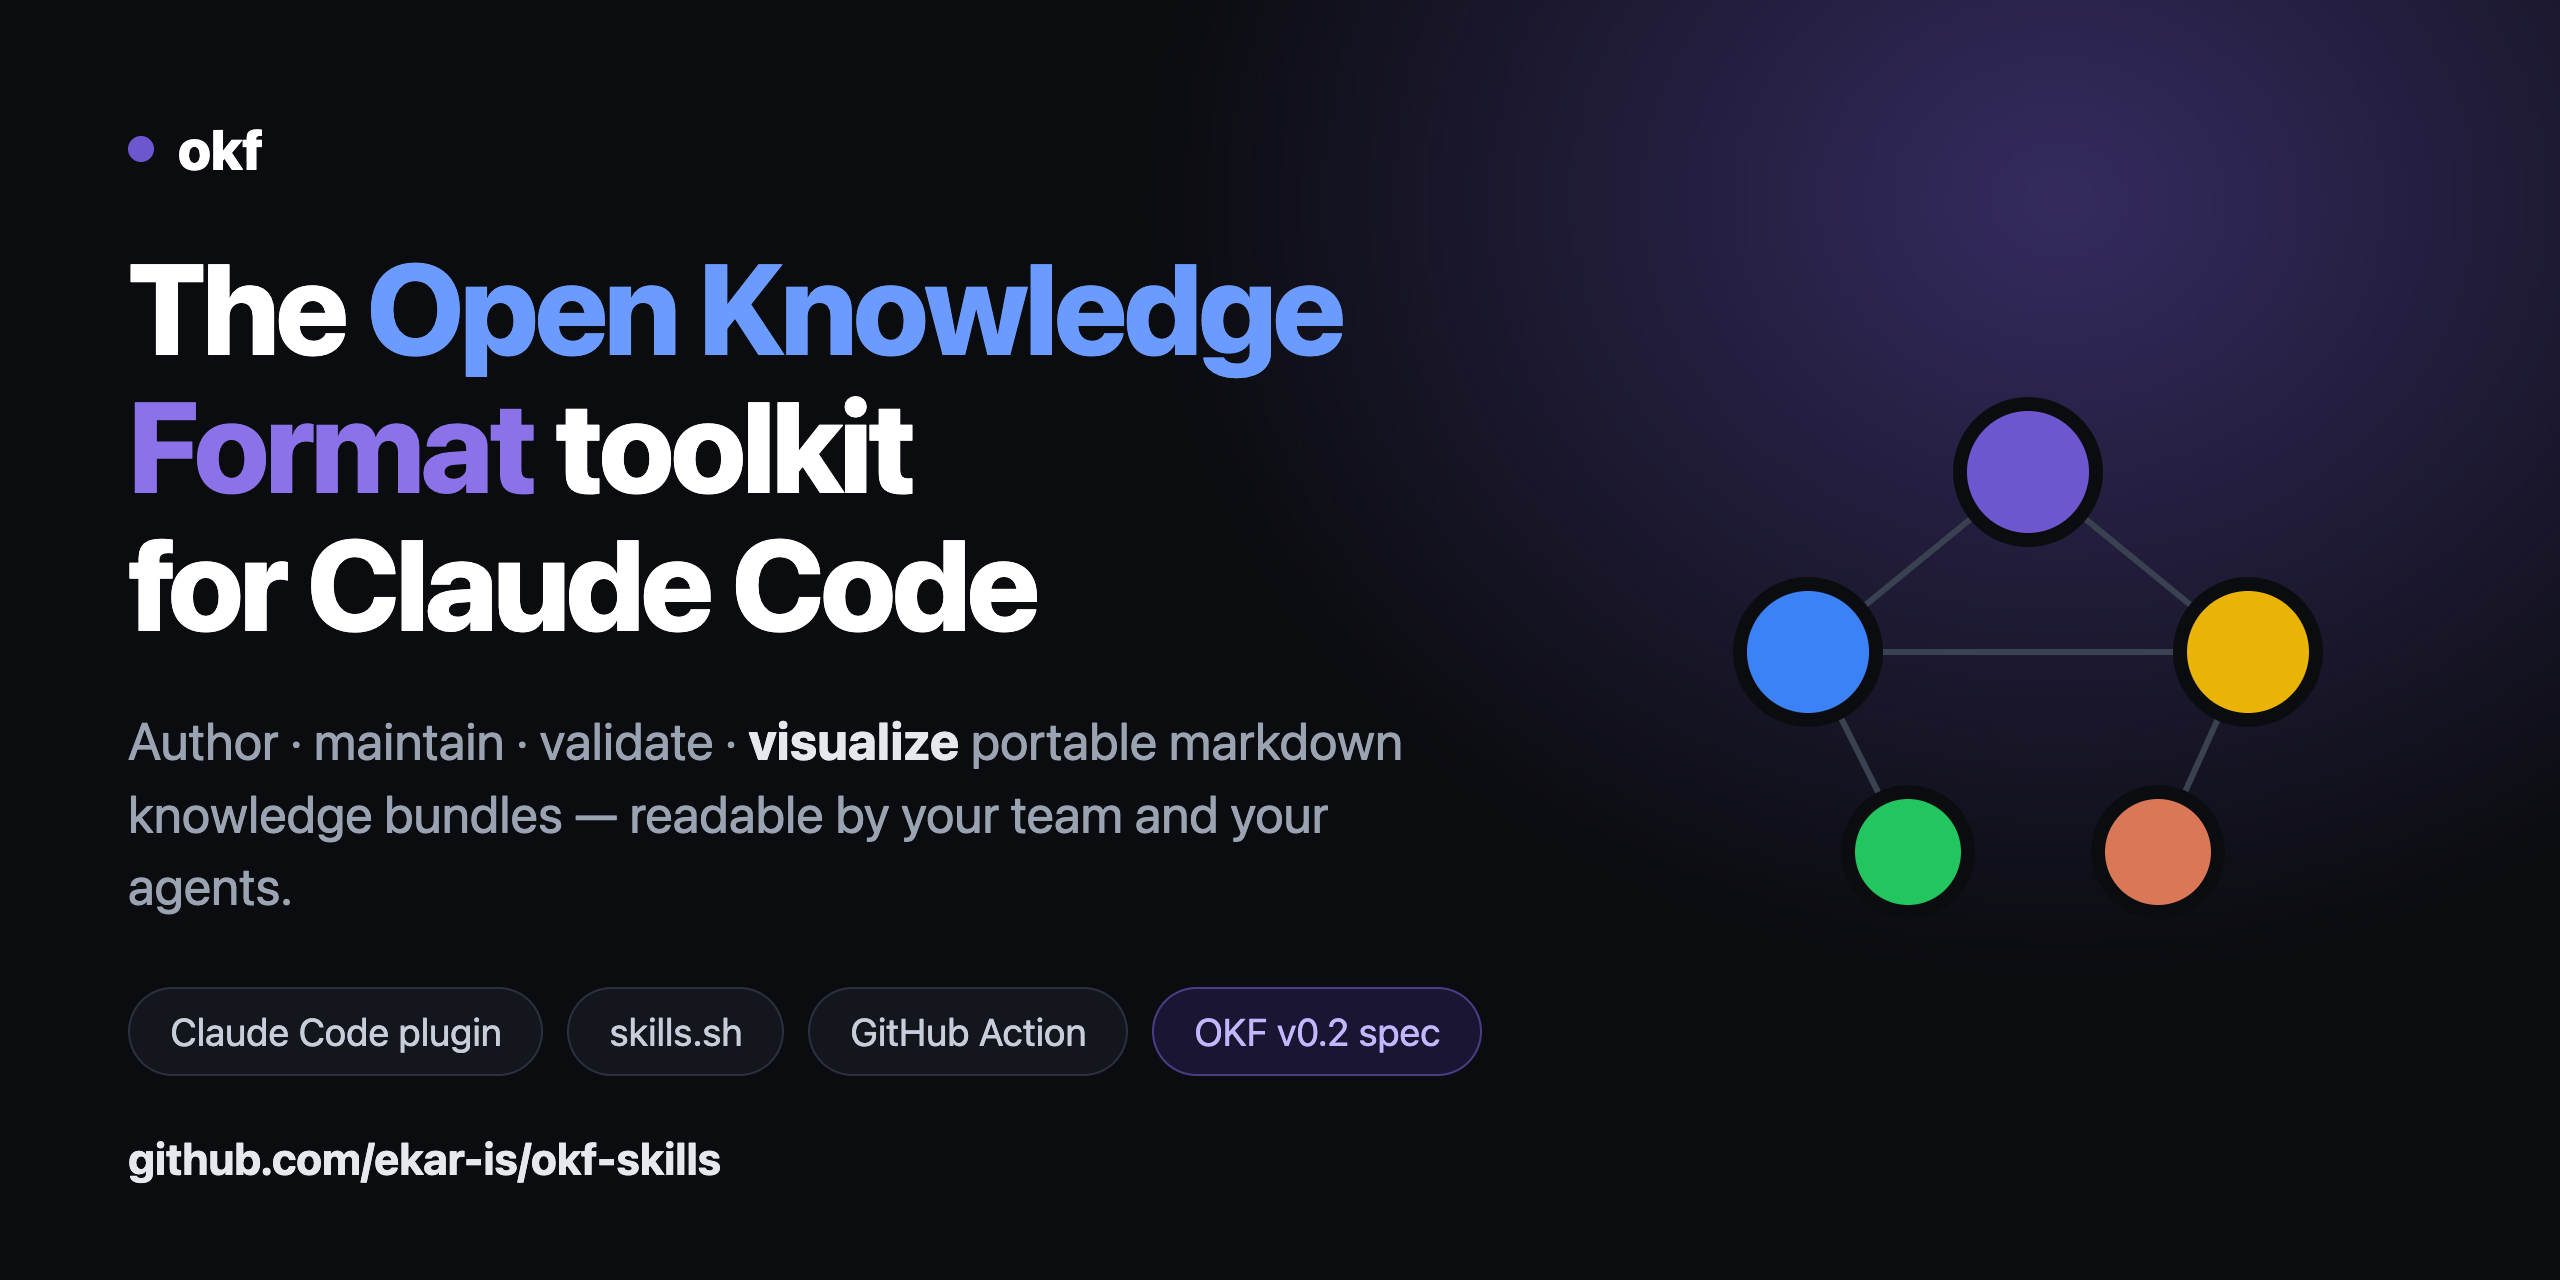 okf
The Open Knowledge
Format toolkit
for Claude Code
Author · maintain · validate · visualize portable markdown
knowledge bundles — readable by your team and your
agents.
Claude Code plugin
skills.sh
GitHub Action
OKF v0.2 spec
github.com/ekar-is/okf-skills